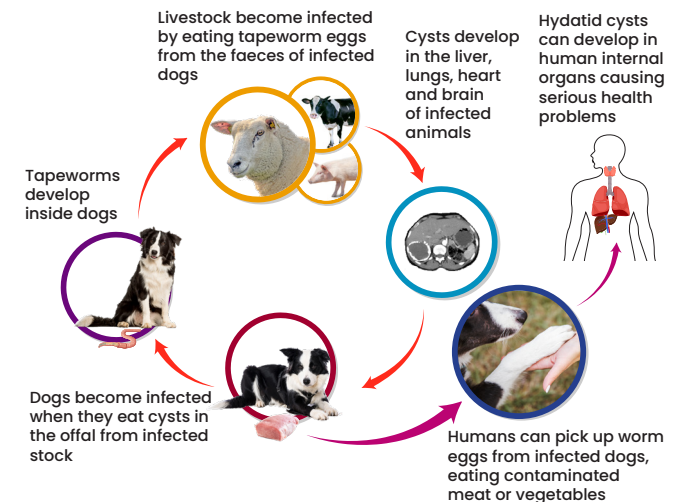 Livestock become infected
by eating tapeworm eggs
from the faeces of infected
dogs
Cysts develop
in the liver,
lungs, heart
and brain
of infected
animals
Hydatid cysts
can develop in
human internal
organs causing
serious health
problems
Tapeworms
develop
inside dogs
Dogs become infected
when they eat cysts in
the offal from infected
stock
Humans can pick up worm
eggs from infected dogs,
eating contaminated
meat or vegetables